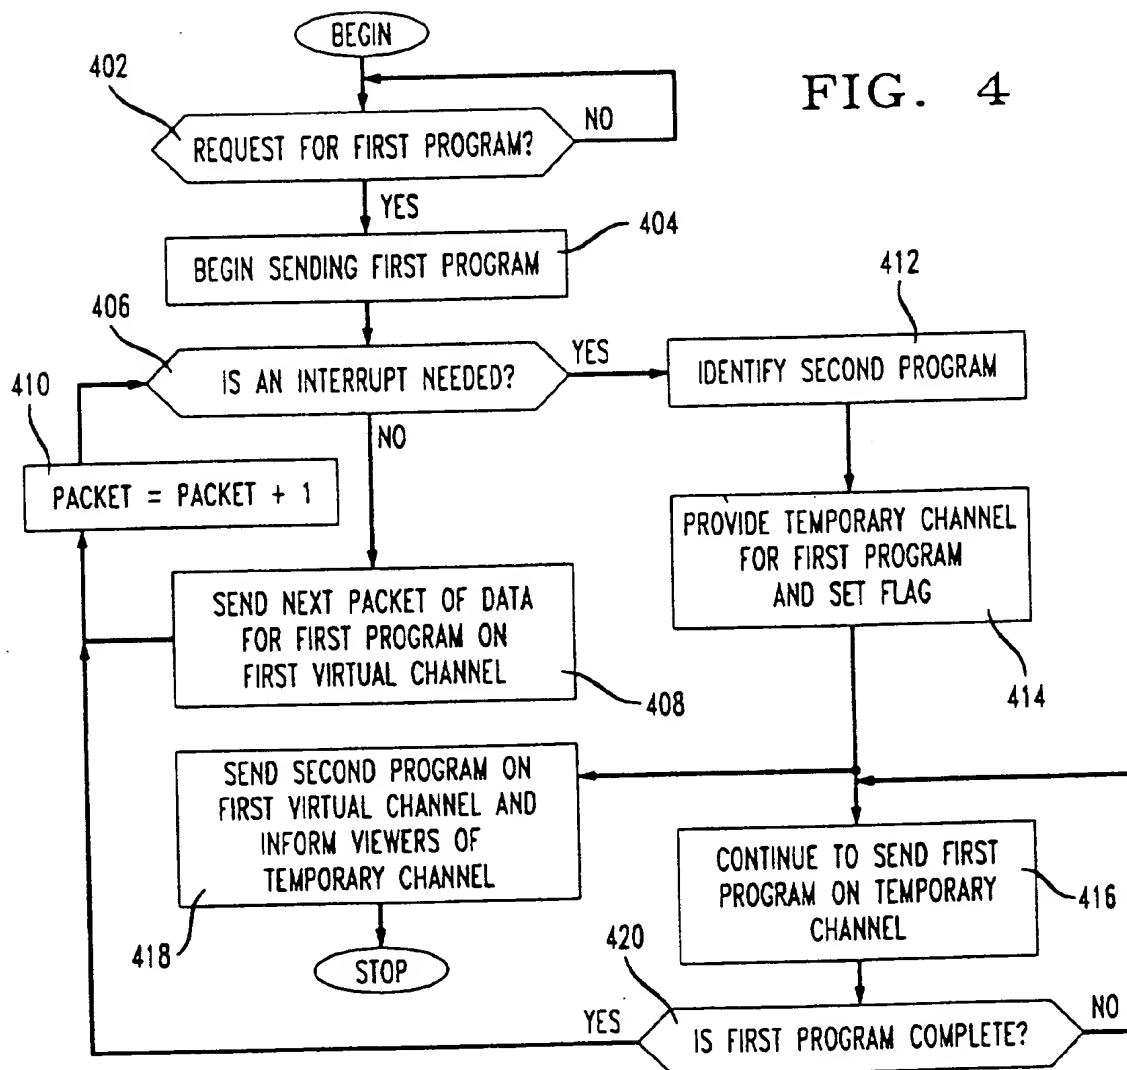 BEGIN
402
FIG. 4
NO
REQUEST FOR FIRST PROGRAM?
YES
404
BEGIN SENDING FIRST PROGRAM
412
406
YES
IDENTIFY SECOND PROGRAM
IS AN INTERRUPT NEEDED?
410
NO
PACKET = PACKET + 1
PROVIDE TEMPORARY CHANNEL
FOR FIRST PROGRAM
AND SET FLAG
SEND NEXT PACKET OF DATA
FOR FIRST PROGRAM ON
FIRST VIRTUAL CHANNEL
408
414
SEND SECOND PROGRAM ON
FIRST VIRTUAL CHANNEL AND
INFORM VIEWERS OF
TEMPORARY CHANNEL
CONTINUE TO SEND FIRST
PROGRAM ON TEMPORARY
CHANNEL
416
418
STOP
420
YES
IS FIRST PROGRAM COMPLETE?
NO